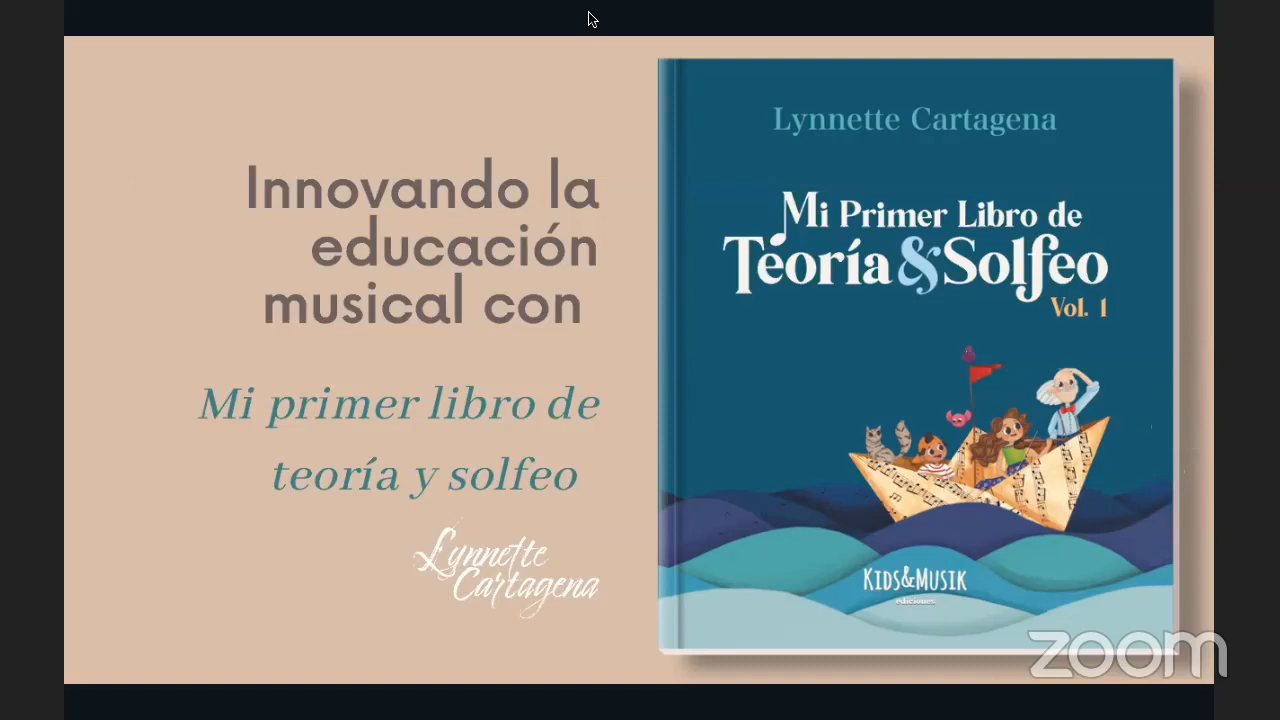 Innovando la
educación
musical con
Mi primer libro de
teoría y solfeo
Lynnette
Cartagena
Lynnette Cartagena
Mi Primer Libro de
Teoría & Solfeo
Vol. 1
KIDS&MUSIK
ediciones
zoom